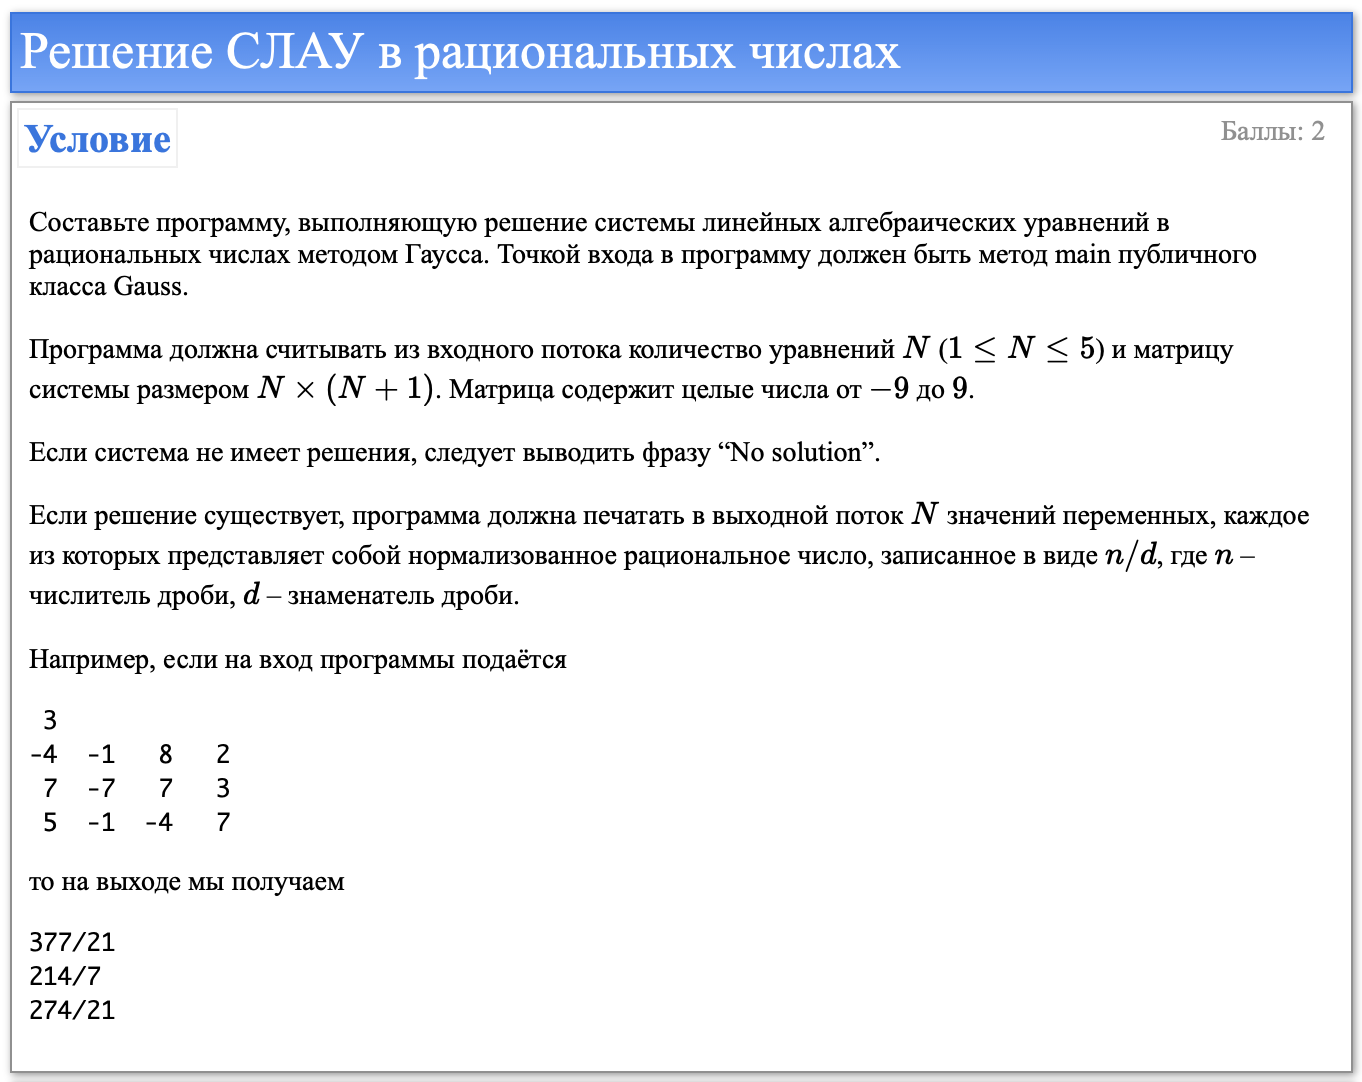 Решение СЛАУ в рациональных числах
Условие
Баллы: 2
Составьте программу, выполняющую решение системы линейных алгебраических уравнений в
рациональных числах методом Гаусса. Точкой входа в программу должен быть метод main публичного
класса Gauss.
Программа должна считывать из входного потока количество уравнений N (1 ≤ N ≤ 5) и матрицу
системы размером N × (N + 1). Матрица содержит целые числа от −9 до 9.
Если система не имеет решения, следует выводить фразу “No solution”.
Если решение существует, программа должна печатать в выходной поток N значений переменных, каждое
из которых представляет собой нормализованное рациональное число, записанное в виде n/d, где n –
числитель дроби, d – знаменатель дроби.
Например, если на вход программы подаётся
3
-4 -1 8 2
7 -7 7 3
5 -1 -4 7
то на выходе мы получаем
377/21
214/7
274/21